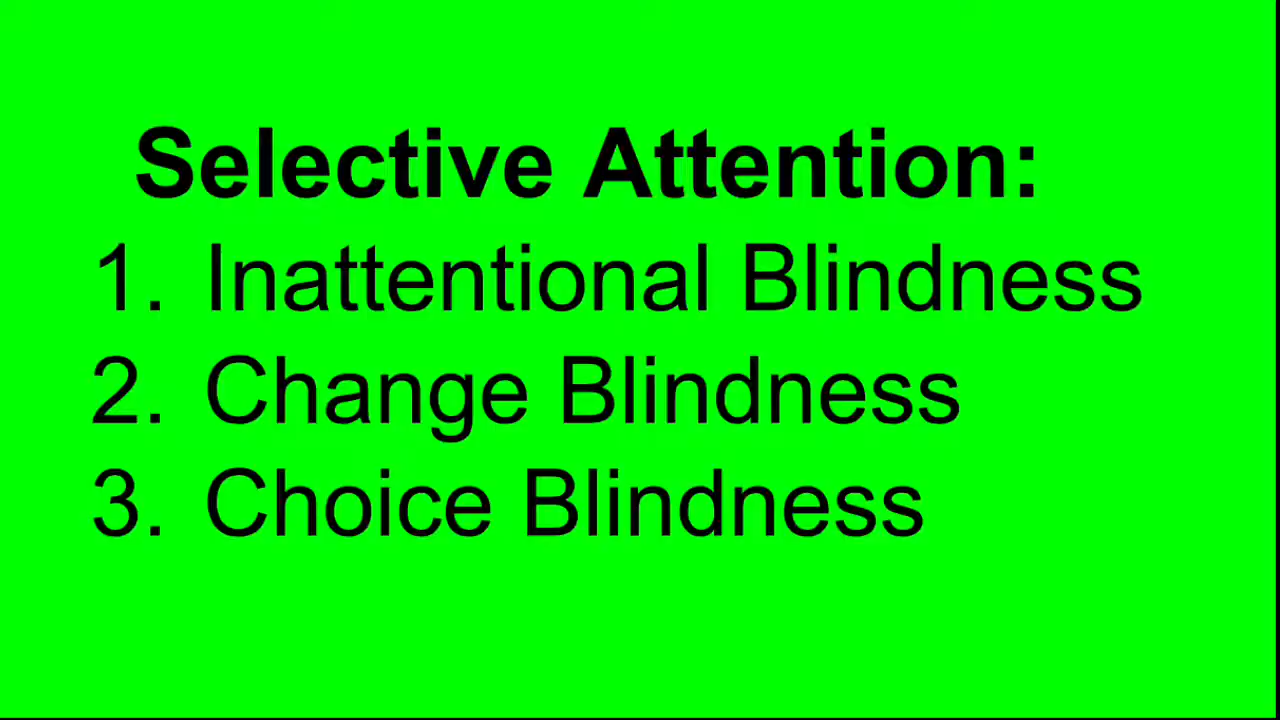 Selective Attention:
1. Inattentional Blindness
2. Change Blindness
3. Choice Blindness